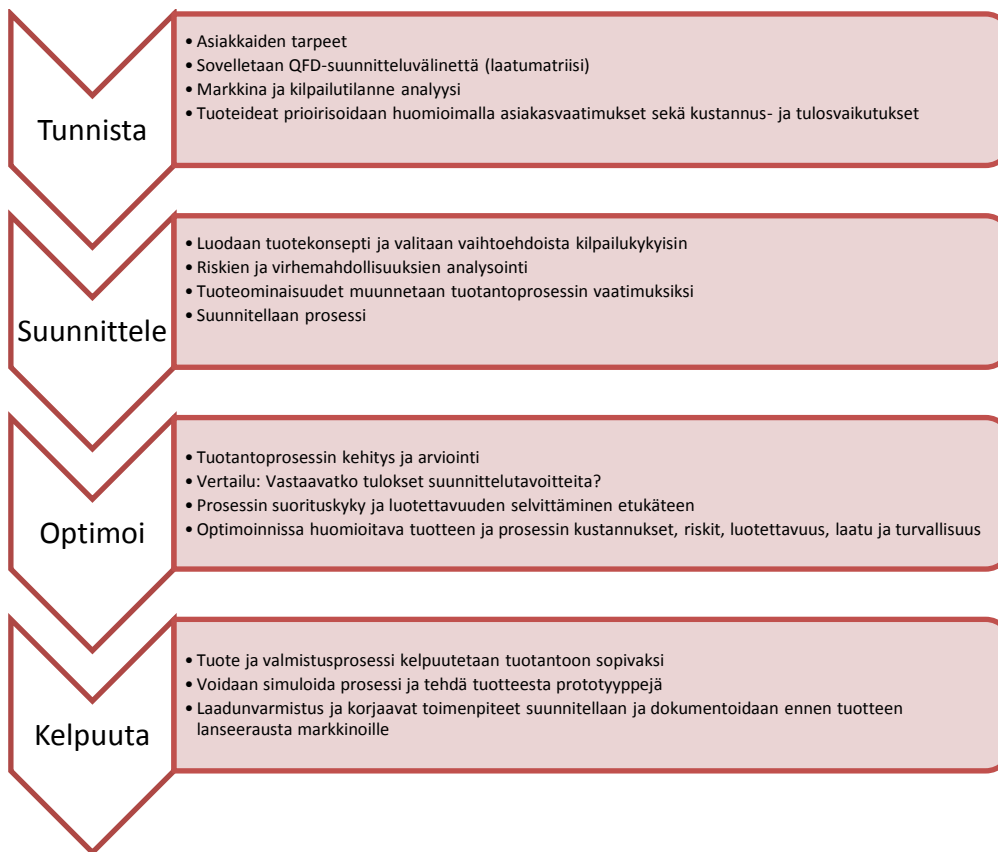 Tunnista
• Asiakkaiden tarpeet
• Sovelletaan QFD-suunnitteluvälinettä (laatumatriisi)
• Markkina ja kilpailutilanne analyysi
• Tuoteideat prioirisoidaan huomioimalla asiakasvaatimukset sekä kustannus- ja tulosvaikutukset
Suunnittele
• Luodaan tuotekonsepti ja valitaan vaihtoehdoista kilpailukykyisin
• Riskien ja virhemahdollisuuksien analysointi
• Tuoteominaisuudet muunnetaan tuotantoprosessin vaatimuksiksi
• Suunnitellaan prosessi
Optimoi
• Tuotantoprosessin kehitys ja arviointi
• Vertailu: Vastaavatko tulokset suunnittelutavoitteita?
• Prosessin suorituskyky ja luotettavuuden selvittäminen etukäteen
• Optimoinnissa huomioitava tuotteen ja prosessin kustannukset, riskit, luotettavuus, laatu ja turvallisuus
Kelpuuta
• Tuote ja valmistusprosessi kelpuutetaan tuotantoon sopivaksi
• Voidaan simuloida prosessi ja tehdä tuotteesta prototyyppejä
• Laadunvarmistus ja korjaavat toimenpiteet suunnitellaan ja dokumentoidaan ennen tuotteen
lanseerausta markkinoille